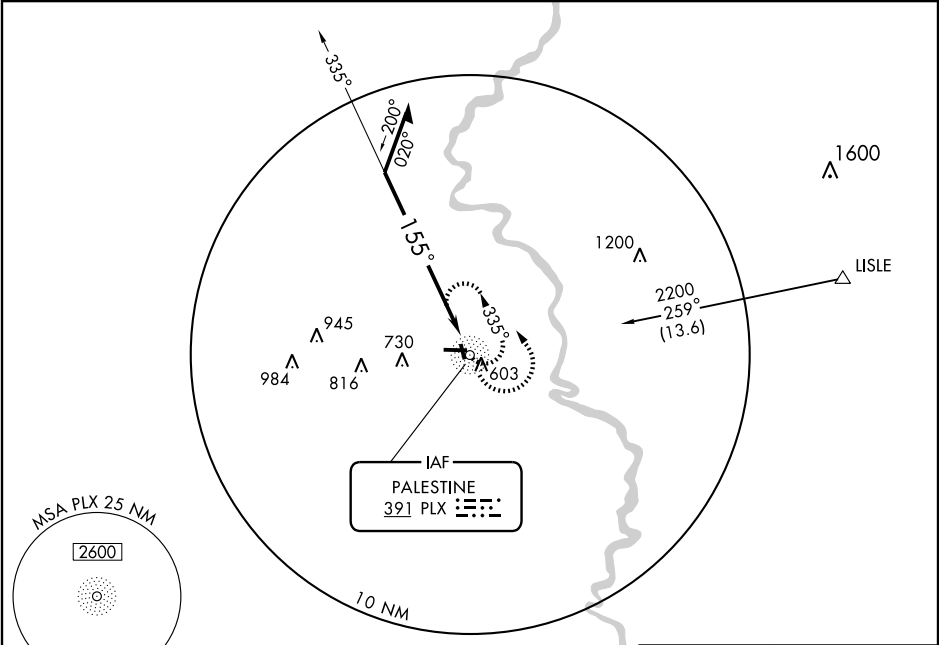 335°
200°
020°
1600
155°
1200
LISLE
2200
259°
(13.6)
335°
945
730
984
816
603
IAF
PALESTINE
391 PLX
MSA PLX 25 NM
2600
10 NM